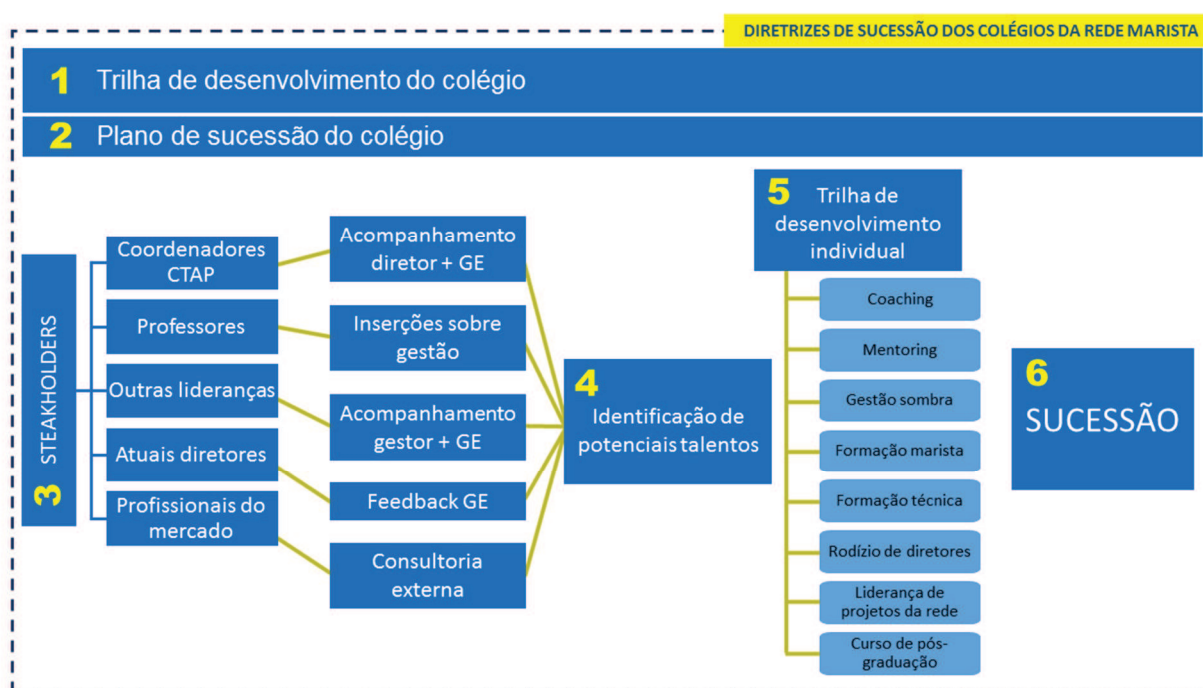 DIRETRIZES DE SUCESSÃO DOS COLÉGIOS DA REDE MARISTA
1 Trilha de desenvolvimento do colégio
2 Plano de sucessão do colégio
3 STEAKHOLDERS
Coordenadores
CTAP
Professores
Outras lideranças
Atuais diretores
Profissionais do
mercado
Acompanhamento
diretor + GE
Inserções sobre
gestão
Acompanhamento
gestor + GE
Feedback GE
Consultoria
externa
4
Identificação de
potenciais talentos
5 Trilha de
desenvolvimento
individual
Coaching
Mentoring
Gestão sombra
Formação marista
Formação técnica
Rodízio de diretores
Liderança de
projetos da rede
Curso de pós-
graduação
6
SUCESSÃO